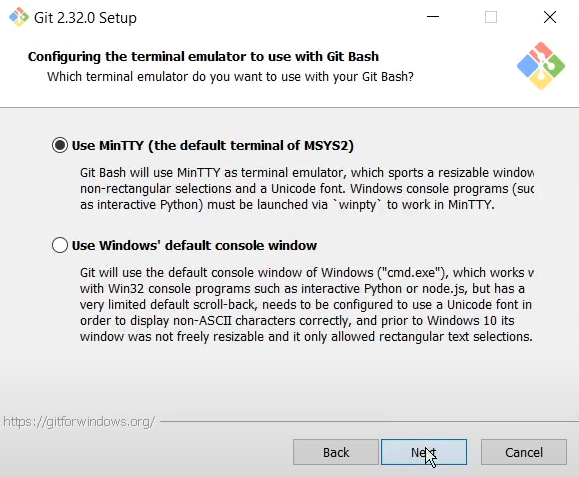 Git 2.32.0 Setup
Configuring the terminal emulator to use with Git Bash
Which terminal emulator do you want to use with your Git Bash?
Use MinTTY (the default terminal of MSYS2)
Git Bash will use MinTTY as terminal emulator, which sports a resizable window
non-rectangular selections and a Unicode font. Windows console programs (suc
as interactive Python) must be launched via `winpty` to work in MinTTY.
Use Windows' default console window
Git will use the default console window of Windows ("cmd.exe"), which works w
with Win32 console programs such as interactive Python or node.js, but has a
very limited default scroll-back, needs to be configured to use a Unicode font in
order to display non-ASCII characters correctly, and prior to Windows 10 its
window was not freely resizable and it only allowed rectangular text selections.
https://gitforwindows.org/
Back Next Cancel